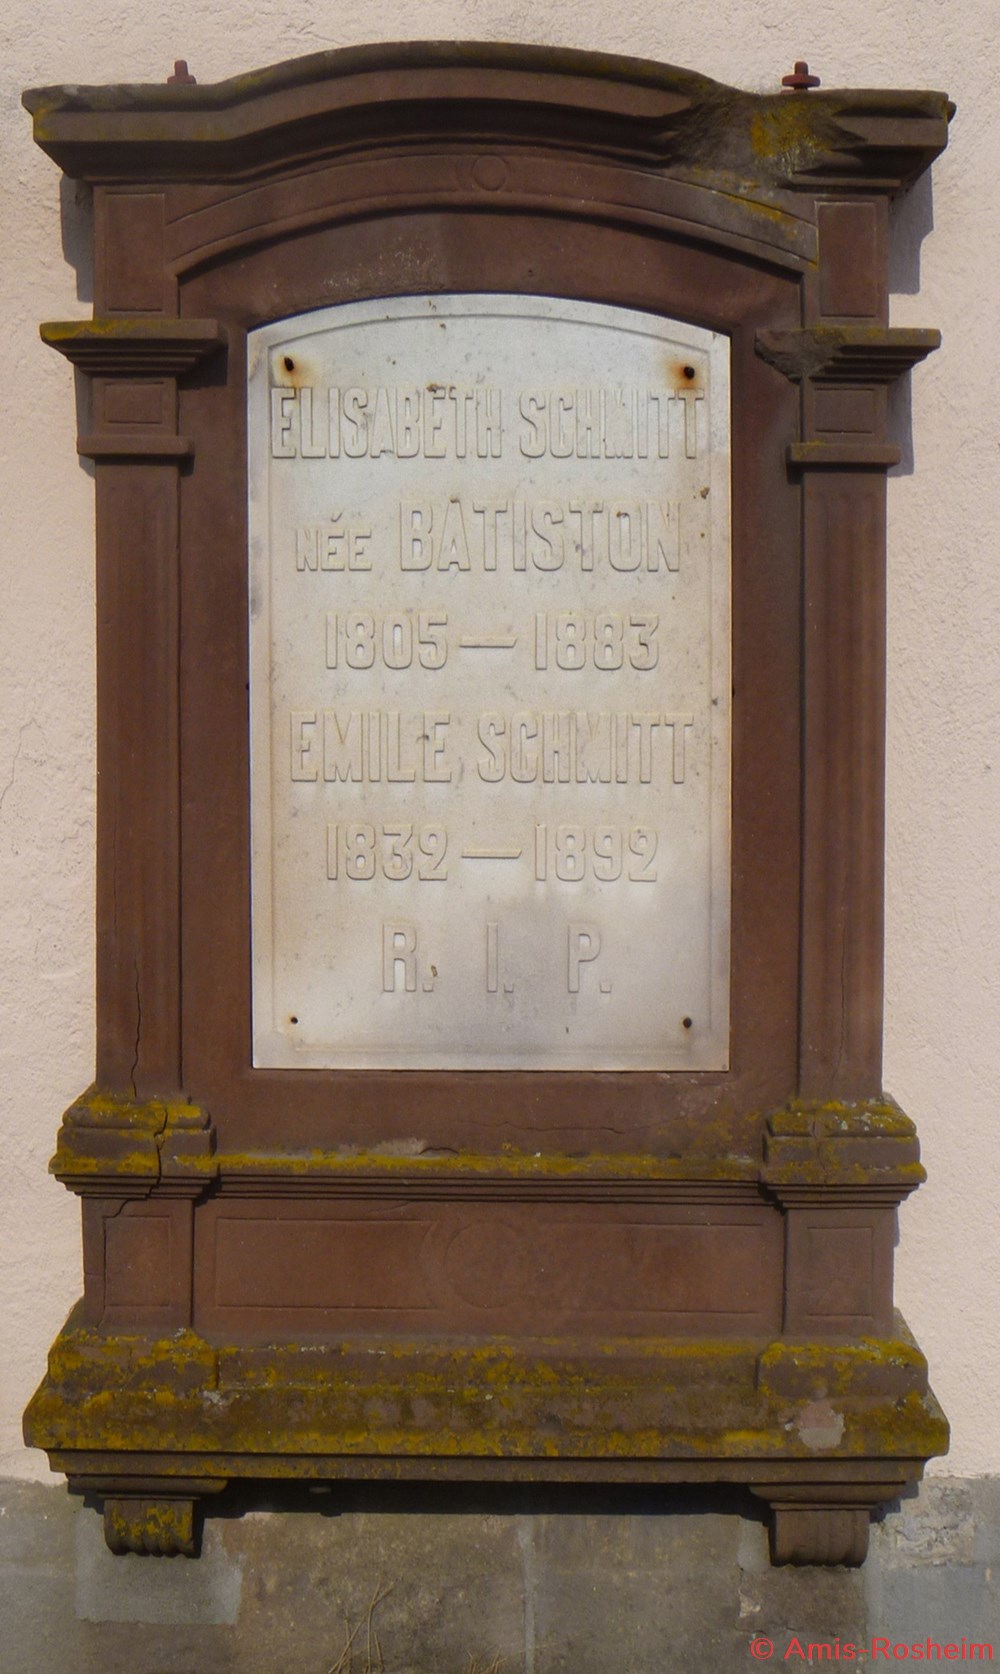 ELISABETH SCHMITT
NÉE BATISTON
1805 — 1883
EMILE SCHMITT
1832 — 1892
R. I. P.
© Amis-Rosheim